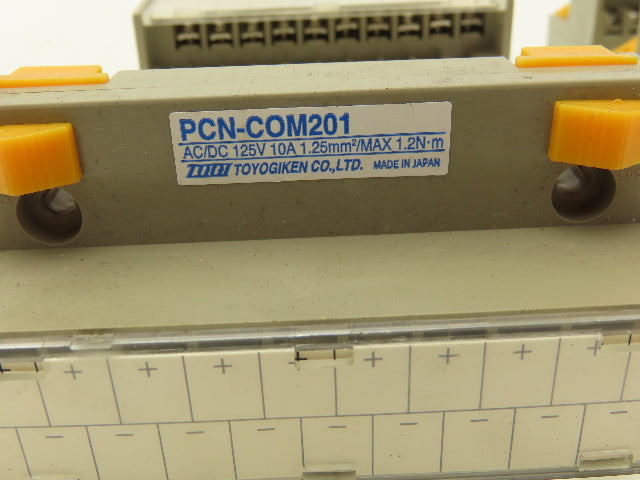 PCN-COM201
AC/DC 125V 10A 1.25mm²/MAX 1.2N·m
TOYOGIKEN CO.,LTD. MADE IN JAPAN
+ + + + + + + +
− − − − − − − − −